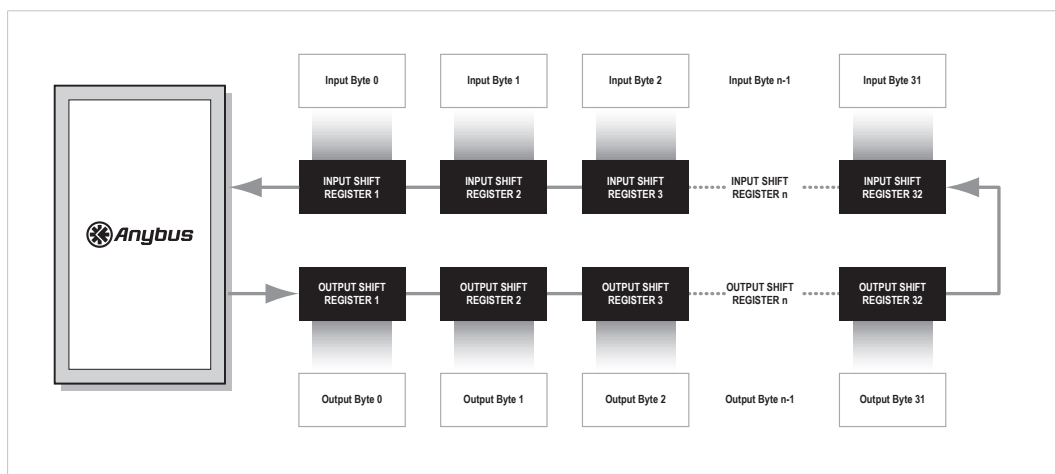 Input Byte 0
Input Byte 1
Input Byte 2
Input Byte n-1
Input Byte 31
INPUT SHIFT
REGISTER 1
INPUT SHIFT
REGISTER 2
INPUT SHIFT
REGISTER 3
INPUT SHIFT
REGISTER n
INPUT SHIFT
REGISTER 32
Anybus
OUTPUT SHIFT
REGISTER 1
OUTPUT SHIFT
REGISTER 2
OUTPUT SHIFT
REGISTER 3
OUTPUT SHIFT
REGISTER n
OUTPUT SHIFT
REGISTER 32
Output Byte 0
Output Byte 1
Output Byte 2
Output Byte n-1
Output Byte 31